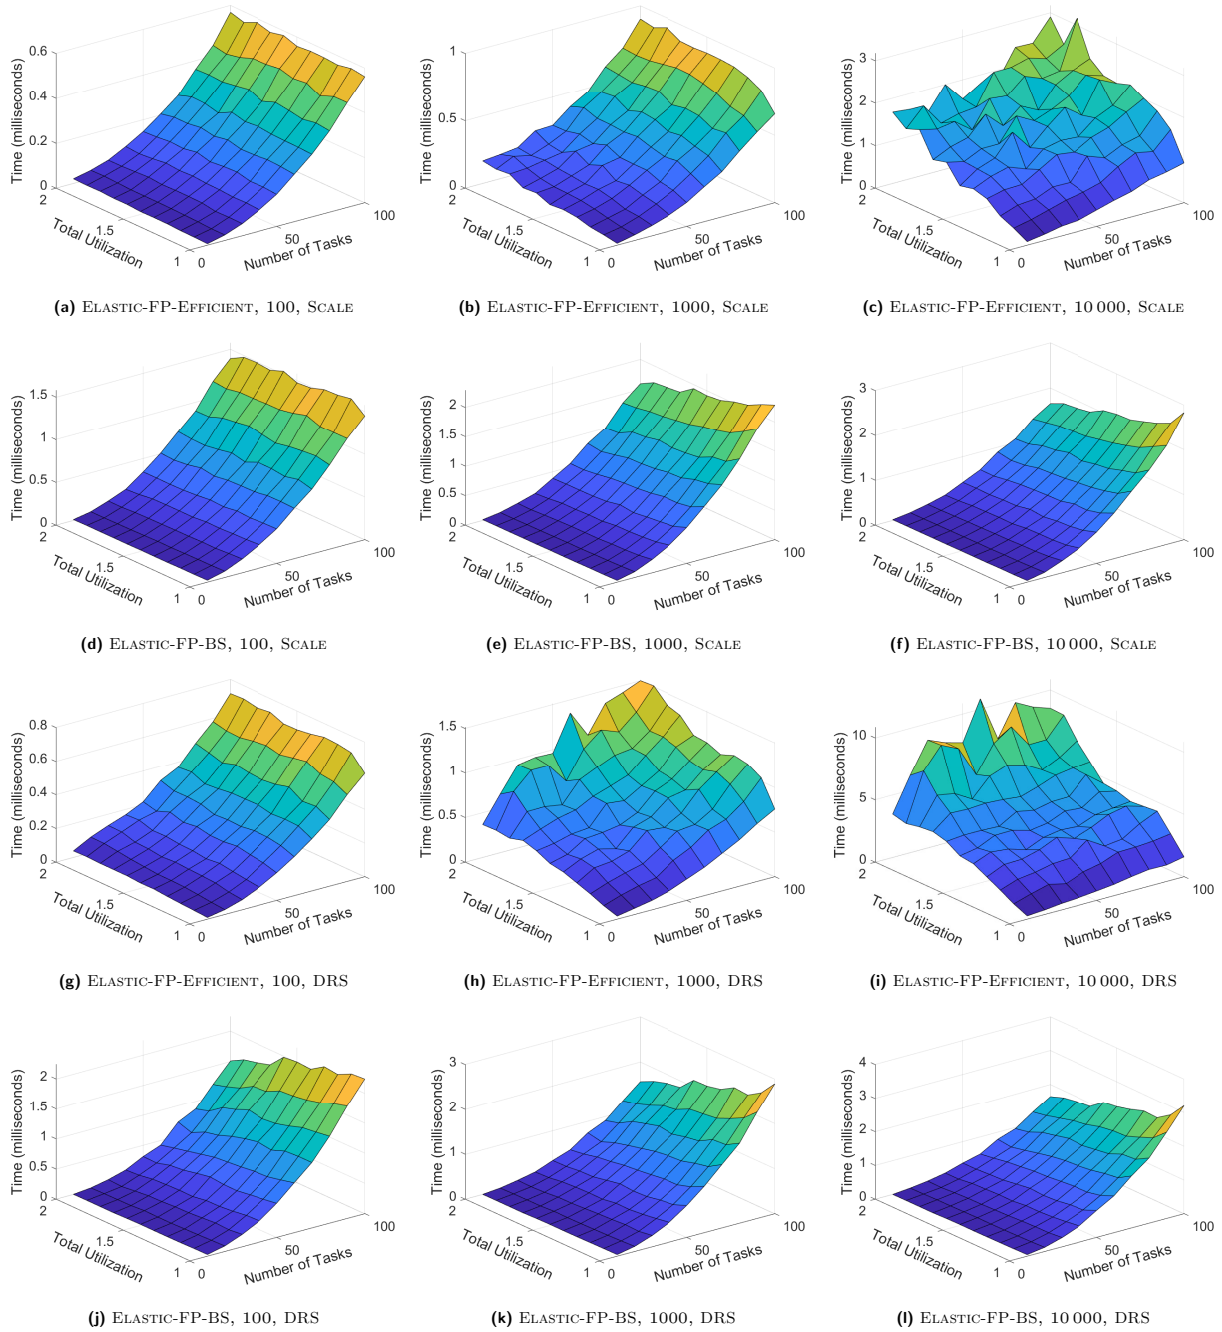 0.6
0.4
0.2
0
2
1.5
1
0
50
100
Time (milliseconds)
Total Utilization
Number of Tasks
(a) Elastic-FP-Efficient, 100, Scale
1
0.5
0
2
1.5
1
0
50
100
Time (milliseconds)
Total Utilization
Number of Tasks
(b) Elastic-FP-Efficient, 1000, Scale
3
2
1
0
2
1.5
1
0
50
100
Time (milliseconds)
Total Utilization
Number of Tasks
(c) Elastic-FP-Efficient, 10 000, Scale
1.5
1
0.5
0
2
1.5
1
0
50
100
Time (milliseconds)
Total Utilization
Number of Tasks
(d) Elastic-FP-BS, 100, Scale
2
1.5
1
0.5
0
2
1.5
1
0
50
100
Time (milliseconds)
Total Utilization
Number of Tasks
(e) Elastic-FP-BS, 1000, Scale
3
2
1
0
2
1.5
1
0
50
100
Time (milliseconds)
Total Utilization
Number of Tasks
(f) Elastic-FP-BS, 10 000, Scale
0.8
0.6
0.4
0.2
0
2
1.5
1
0
50
100
Time (milliseconds)
Total Utilization
Number of Tasks
(g) Elastic-FP-Efficient, 100, DRS
1.5
1
0.5
0
2
1.5
1
0
50
100
Time (milliseconds)
Total Utilization
Number of Tasks
(h) Elastic-FP-Efficient, 1000, DRS
10
5
0
2
1.5
1
0
50
100
Time (milliseconds)
Total Utilization
Number of Tasks
(i) Elastic-FP-Efficient, 10 000, DRS
2
1.5
1
0.5
0
2
1.5
1
0
50
100
Time (milliseconds)
Total Utilization
Number of Tasks
(j) Elastic-FP-BS, 100, DRS
3
2
1
0
2
1.5
1
0
50
100
Time (milliseconds)
Total Utilization
Number of Tasks
(k) Elastic-FP-BS, 1000, DRS
4
3
2
1
0
2
1.5
1
0
50
100
Time (milliseconds)
Total Utilization
Number of Tasks
(l) Elastic-FP-BS, 10 000, DRS